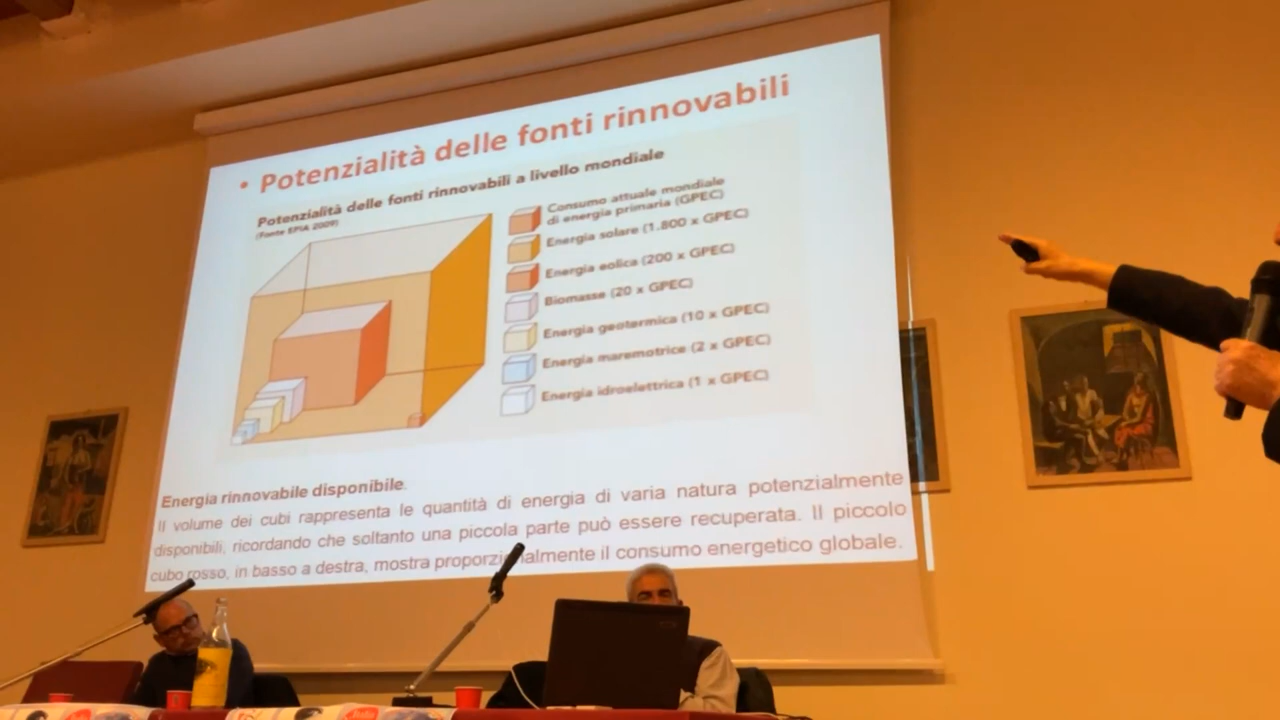 • Potenzialità delle fonti rinnovabili
Potenzialità delle fonti rinnovabili a livello mondiale
(Fonte EPIA 2009)
Consumo attuale mondiale
di energia primaria (GPEC)
Energia solare (1.800 x GPEC)
Energia eolica (200 x GPEC)
Biomasse (20 x GPEC)
Energia geotermica (10 x GPEC)
Energia maremotrice (2 x GPEC)
Energia idroelettrica (1 x GPEC)
Energia rinnovabile disponibile.
Il volume dei cubi rappresenta le quantità di energia di varia natura potenzialmente
disponibili, ricordando che soltanto una piccola parte può essere recuperata. Il piccolo
cubo rosso, in basso a destra, mostra proporzionalmente il consumo energetico globale.